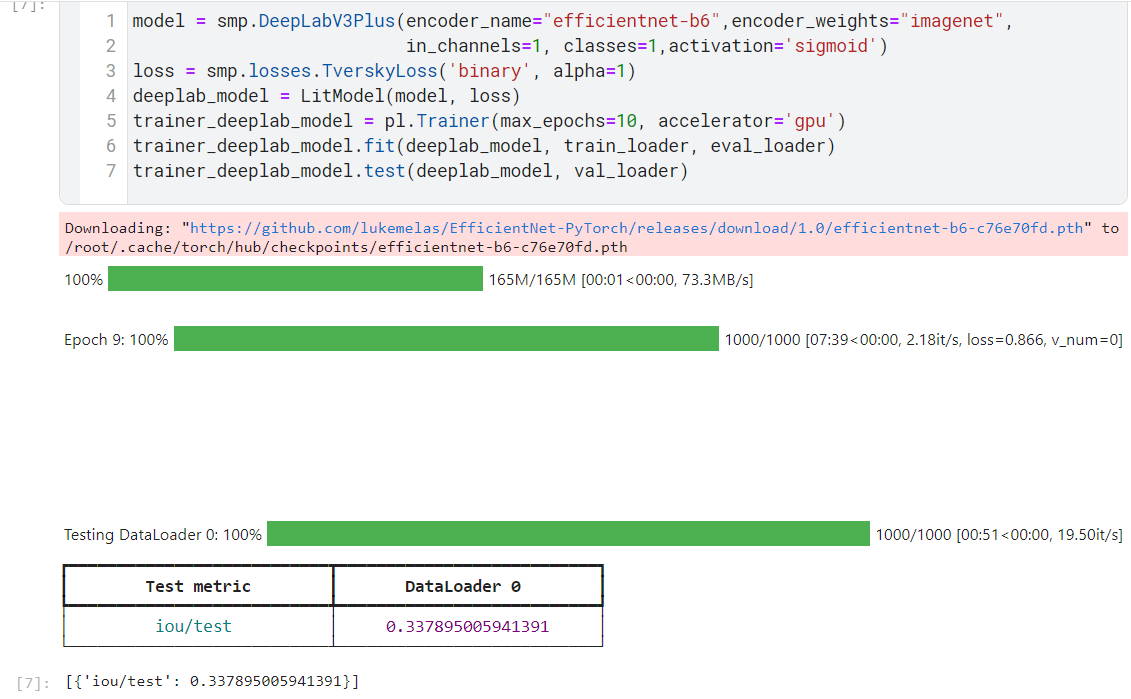 [7]:
1 model = smp.DeepLabV3Plus(encoder_name="efficientnet-b6",encoder_weights="imagenet",
2 in_channels=1, classes=1,activation='sigmoid')
3 loss = smp.losses.TverskyLoss('binary', alpha=1)
4 deeplab_model = LitModel(model, loss)
5 trainer_deeplab_model = pl.Trainer(max_epochs=10, accelerator='gpu')
6 trainer_deeplab_model.fit(deeplab_model, train_loader, eval_loader)
7 trainer_deeplab_model.test(deeplab_model, val_loader)
Downloading: "https://github.com/lukemelas/EfficientNet-PyTorch/releases/download/1.0/efficientnet-b6-c76e70fd.pth" to
/root/.cache/torch/hub/checkpoints/efficientnet-b6-c76e70fd.pth
100% 165M/165M [00:01<00:00, 73.3MB/s]
Epoch 9: 100% 1000/1000 [07:39<00:00, 2.18it/s, loss=0.866, v_num=0]
Testing DataLoader 0: 100% 1000/1000 [00:51<00:00, 19.50it/s]
Test metric DataLoader 0
iou/test 0.337895005941391
[7]: [{'iou/test': 0.337895005941391}]